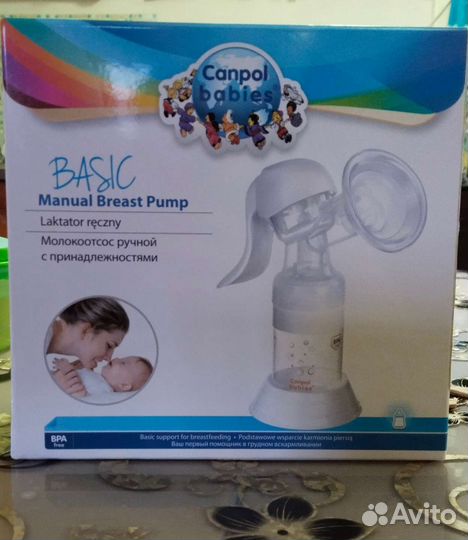 Canpol
babies
BASIC
Manual Breast Pump
Laktator ręczny
Молокоотсос ручной
с принадлежностями
Canpol
babies
BPA
free
Basic support for breastfeeding • Podstawowe wsparcie karmienia piersią
Ваш первый помощник в грудном вскармливании
Avito